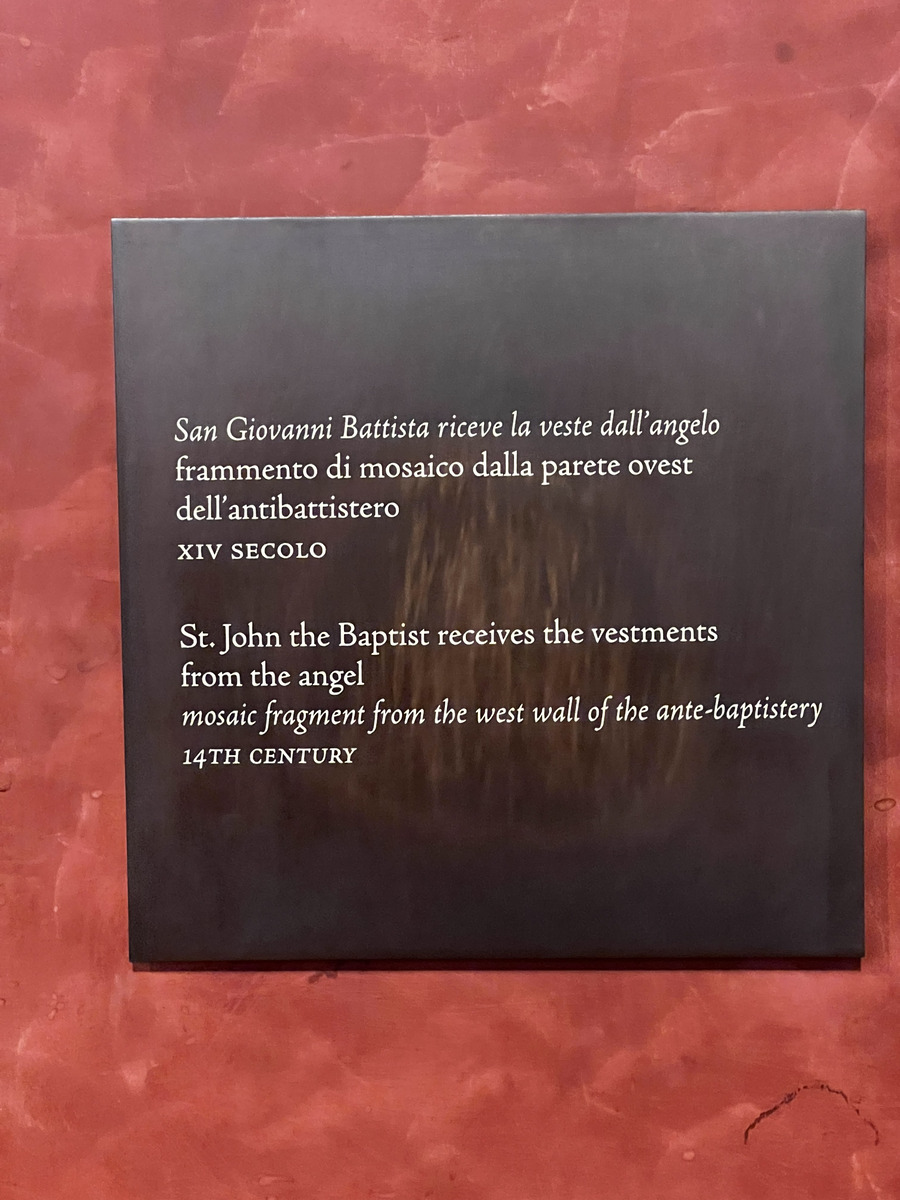 San Giovanni Battista riceve la veste dall'angelo
frammento di mosaico dalla parete ovest
dell'antibattistero
XIV SECOLO
St. John the Baptist receives the vestments
from the angel
mosaic fragment from the west wall of the ante-baptistery
14TH CENTURY